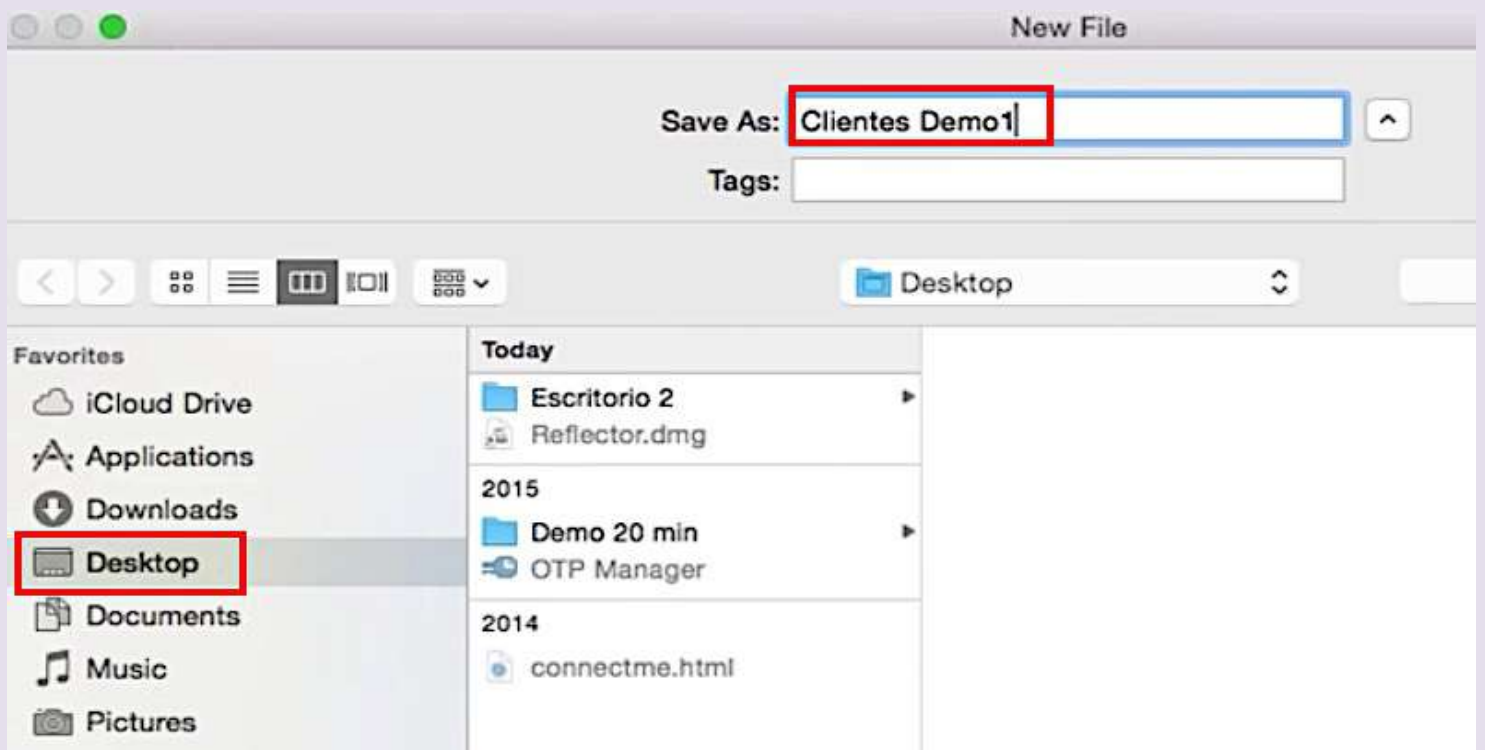 New File
Save As: Clientes Demo1
Tags:
Desktop
Favorites
iCloud Drive
Applications
Downloads
Desktop
Documents
Music
Pictures
Today
Escritorio 2
Reflector.dmg
2015
Demo 20 min
OTP Manager
2014
connectme.html